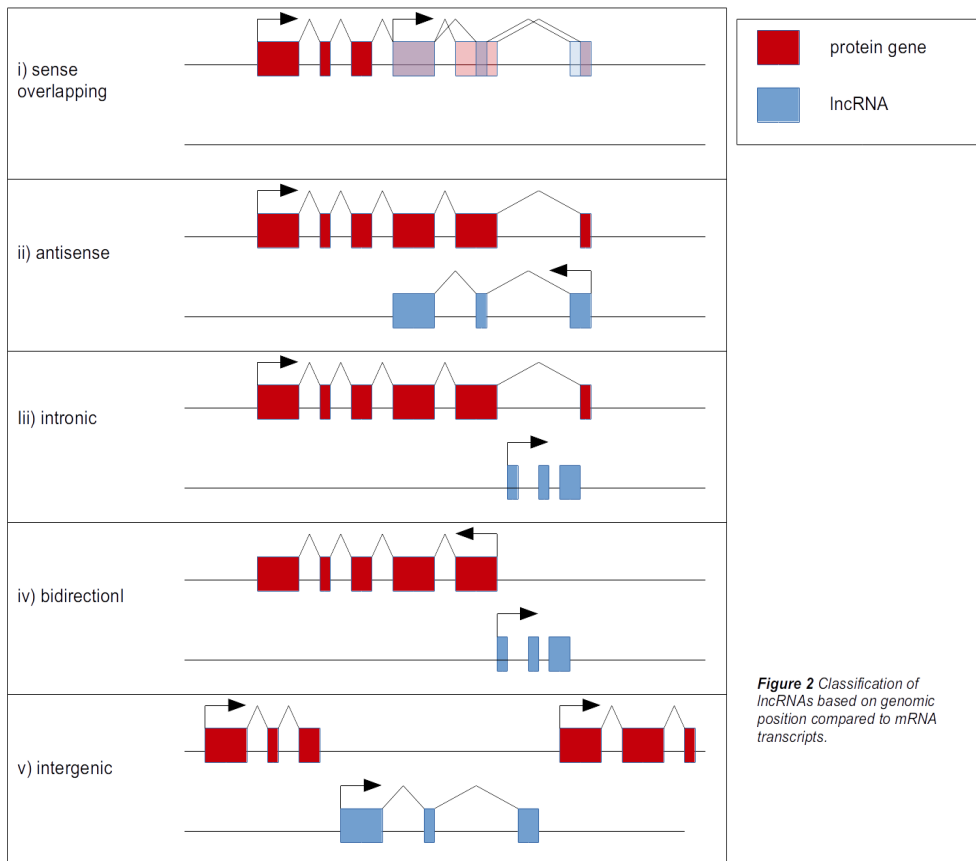 i) sense
overlapping
ii) antisense
Iii) intronic
iv) bidirectionl
v) intergenic
protein gene
lncRNA
Figure 2 Classification of
lncRNAs based on genomic
position compared to mRNA
transcripts.